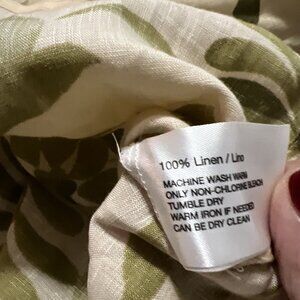 100% Linen / Lino
MACHINE WASH WARM
ONLY NON-CHLORINE BLEACH
TUMBLE DRY
WARM IRON IF NEEDED
CAN BE DRY CLEAN